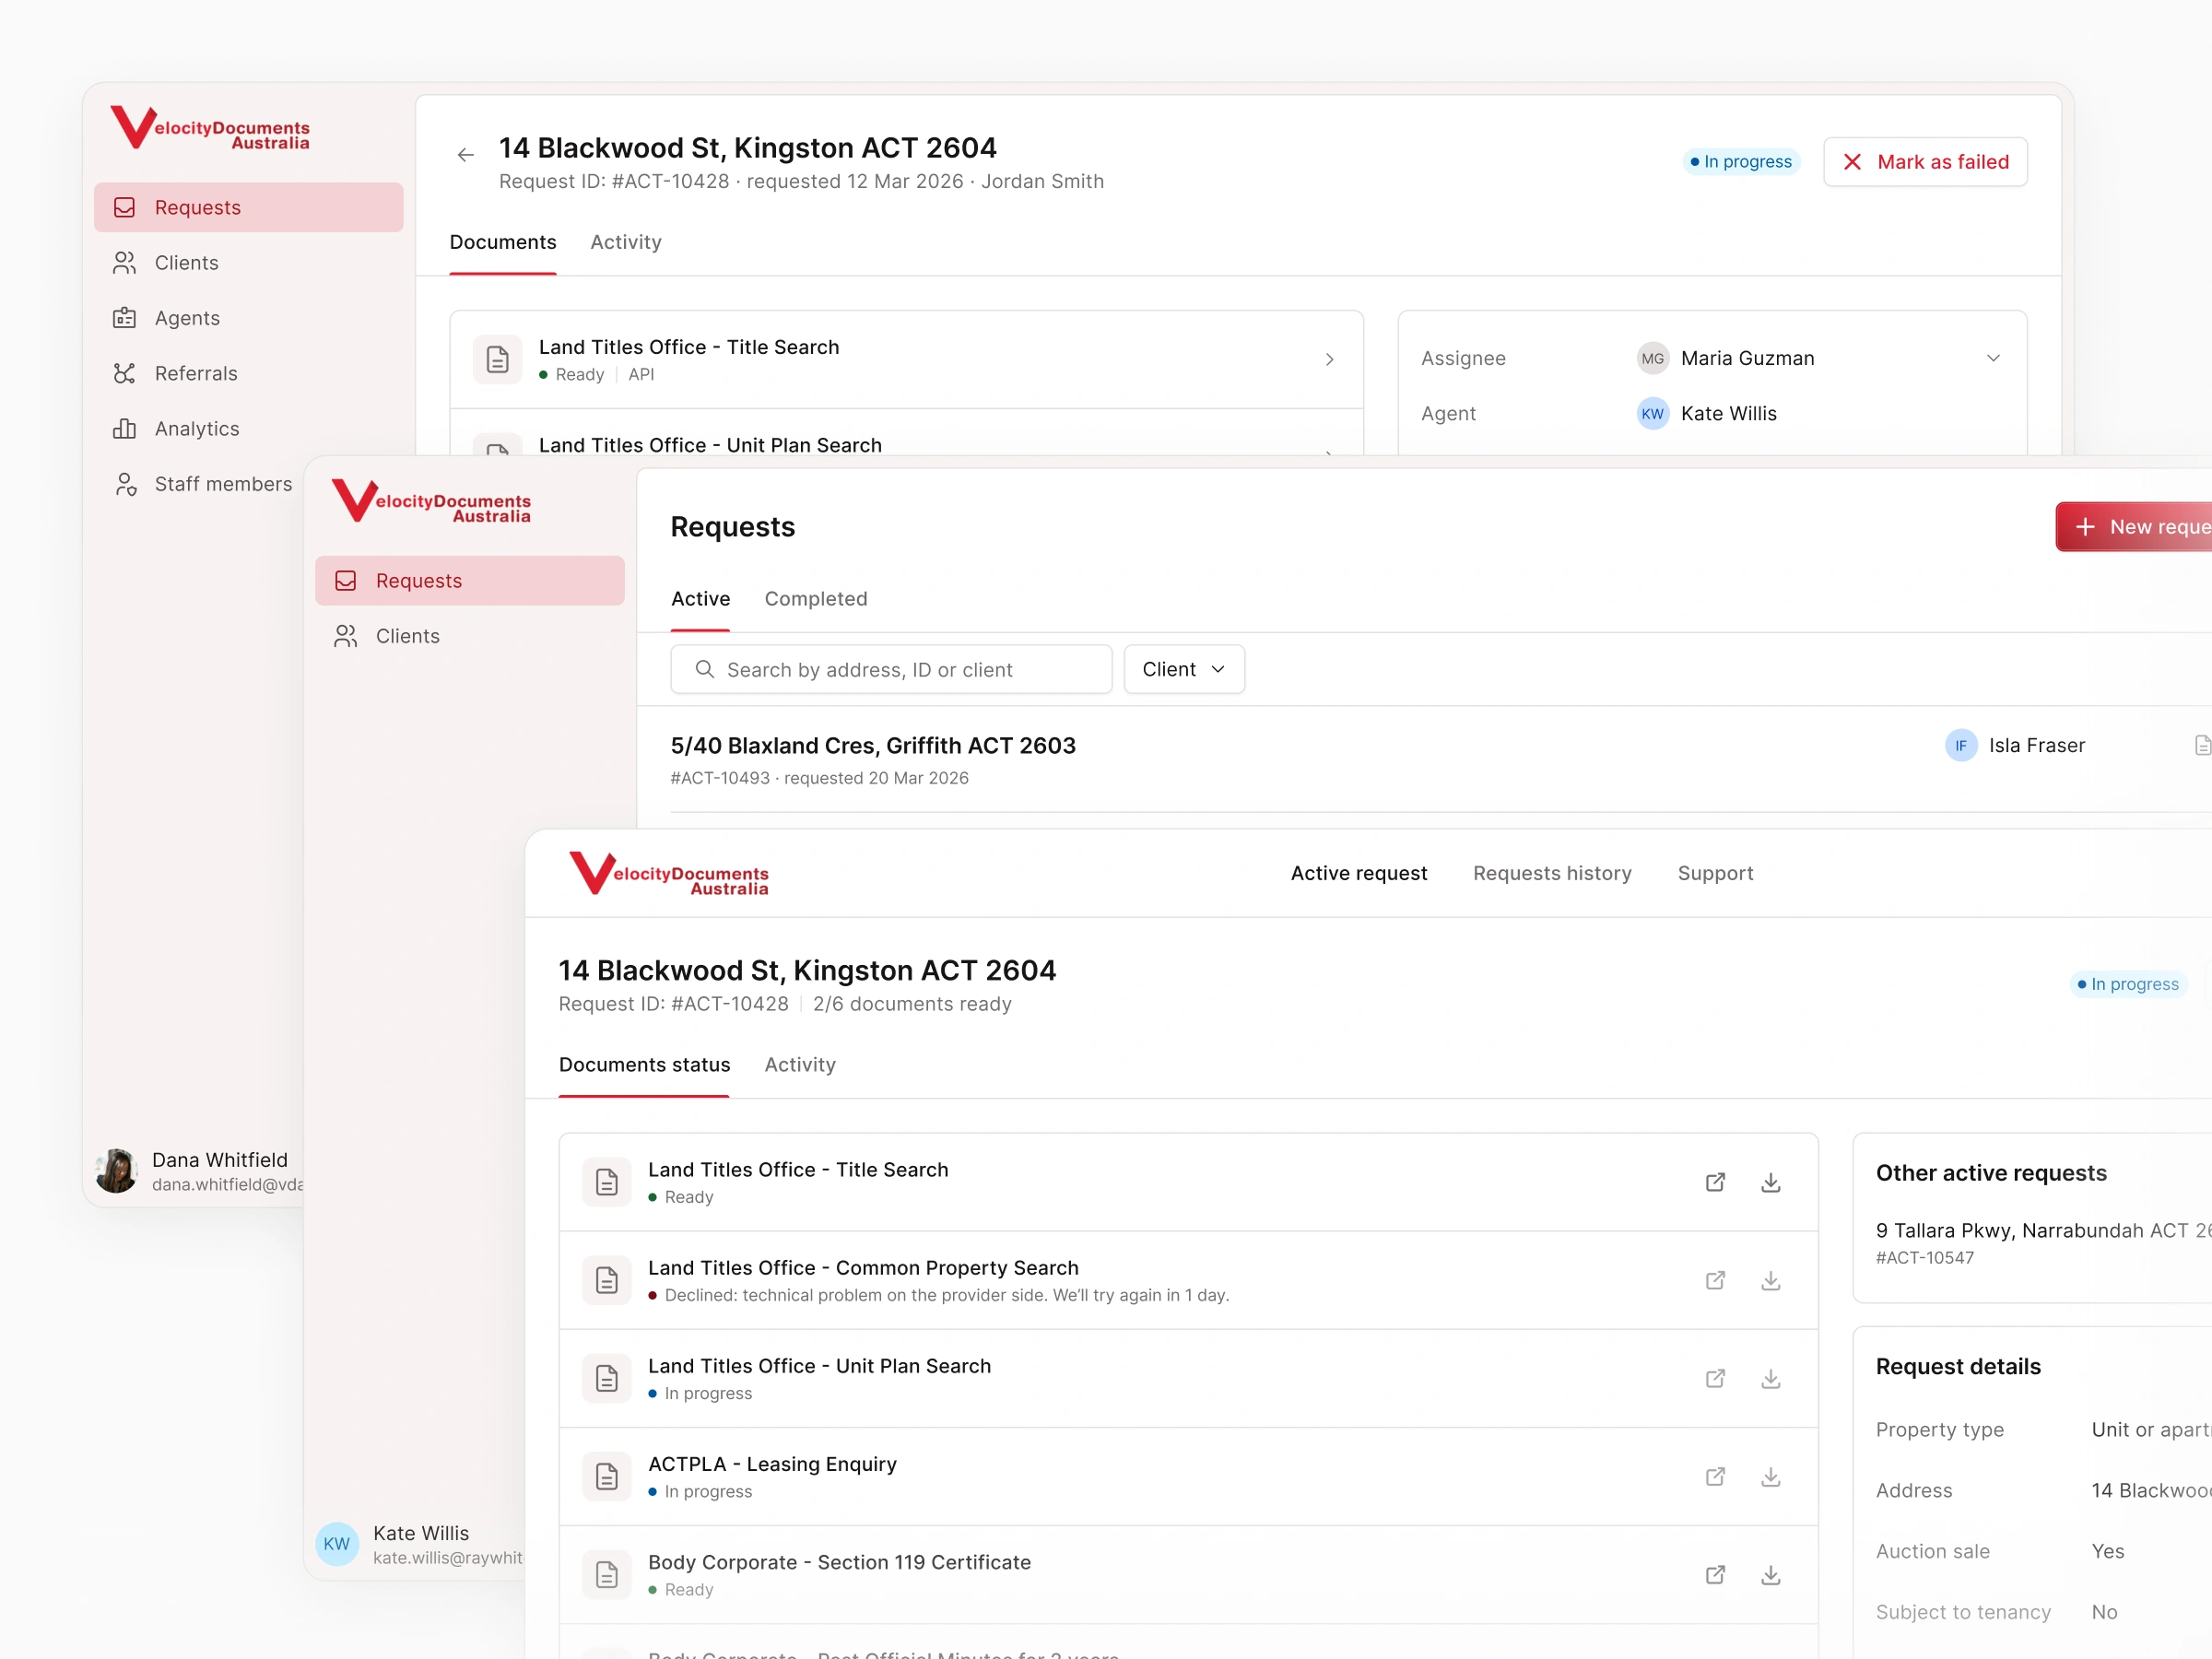 VelocityDocuments
Australia
Requests
Clients
Agents
Referrals
Analytics
Staff members
Dana Whitfield
dana.whitfield@vda
14 Blackwood St, Kingston ACT 2604
Request ID: #ACT-10428 · requested 12 Mar 2026 · Jordan Smith
In progress
Mark as failed
Documents Activity
Land Titles Office - Title Search
Ready API
Land Titles Office - Unit Plan Search
Assignee MG Maria Guzman
Agent KW Kate Willis
VelocityDocuments
Australia
Requests
Clients
KW Kate Willis
kate.willis@raywhit
Requests
New reque
Active Completed
Search by address, ID or client
Client
5/40 Blaxland Cres, Griffith ACT 2603
#ACT-10493 · requested 20 Mar 2026
IF Isla Fraser
VelocityDocuments
Australia
Active request Requests history Support
14 Blackwood St, Kingston ACT 2604
Request ID: #ACT-10428 2/6 documents ready
In progress
Documents status Activity
Land Titles Office - Title Search
Ready
Land Titles Office - Common Property Search
Declined: technical problem on the provider side. We'll try again in 1 day.
Land Titles Office - Unit Plan Search
In progress
ACTPLA - Leasing Enquiry
In progress
Body Corporate - Section 119 Certificate
Ready
Body Corporate - Past Official Minutes for 2 years
Other active requests
9 Tallara Pkwy, Narrabundah ACT 26
#ACT-10547
Request details
Property type Unit or apart
Address 14 Blackwoo
Auction sale Yes
Subject to tenancy No